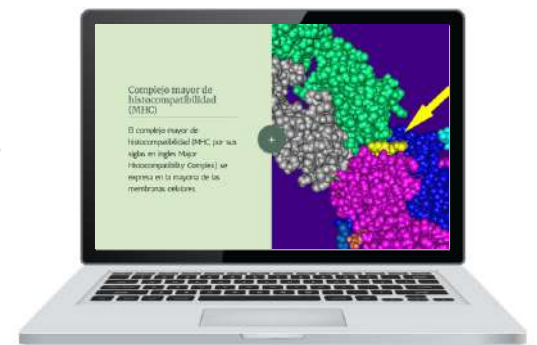 Complejo mayor de
histocompatibilidad
(MHC)
El complejo mayor de
histocompatibilidad (MHC, por sus
siglas en inglés Major
Histocompatibility Complex) se
expresa en la mayoría de las
membranas celulares.